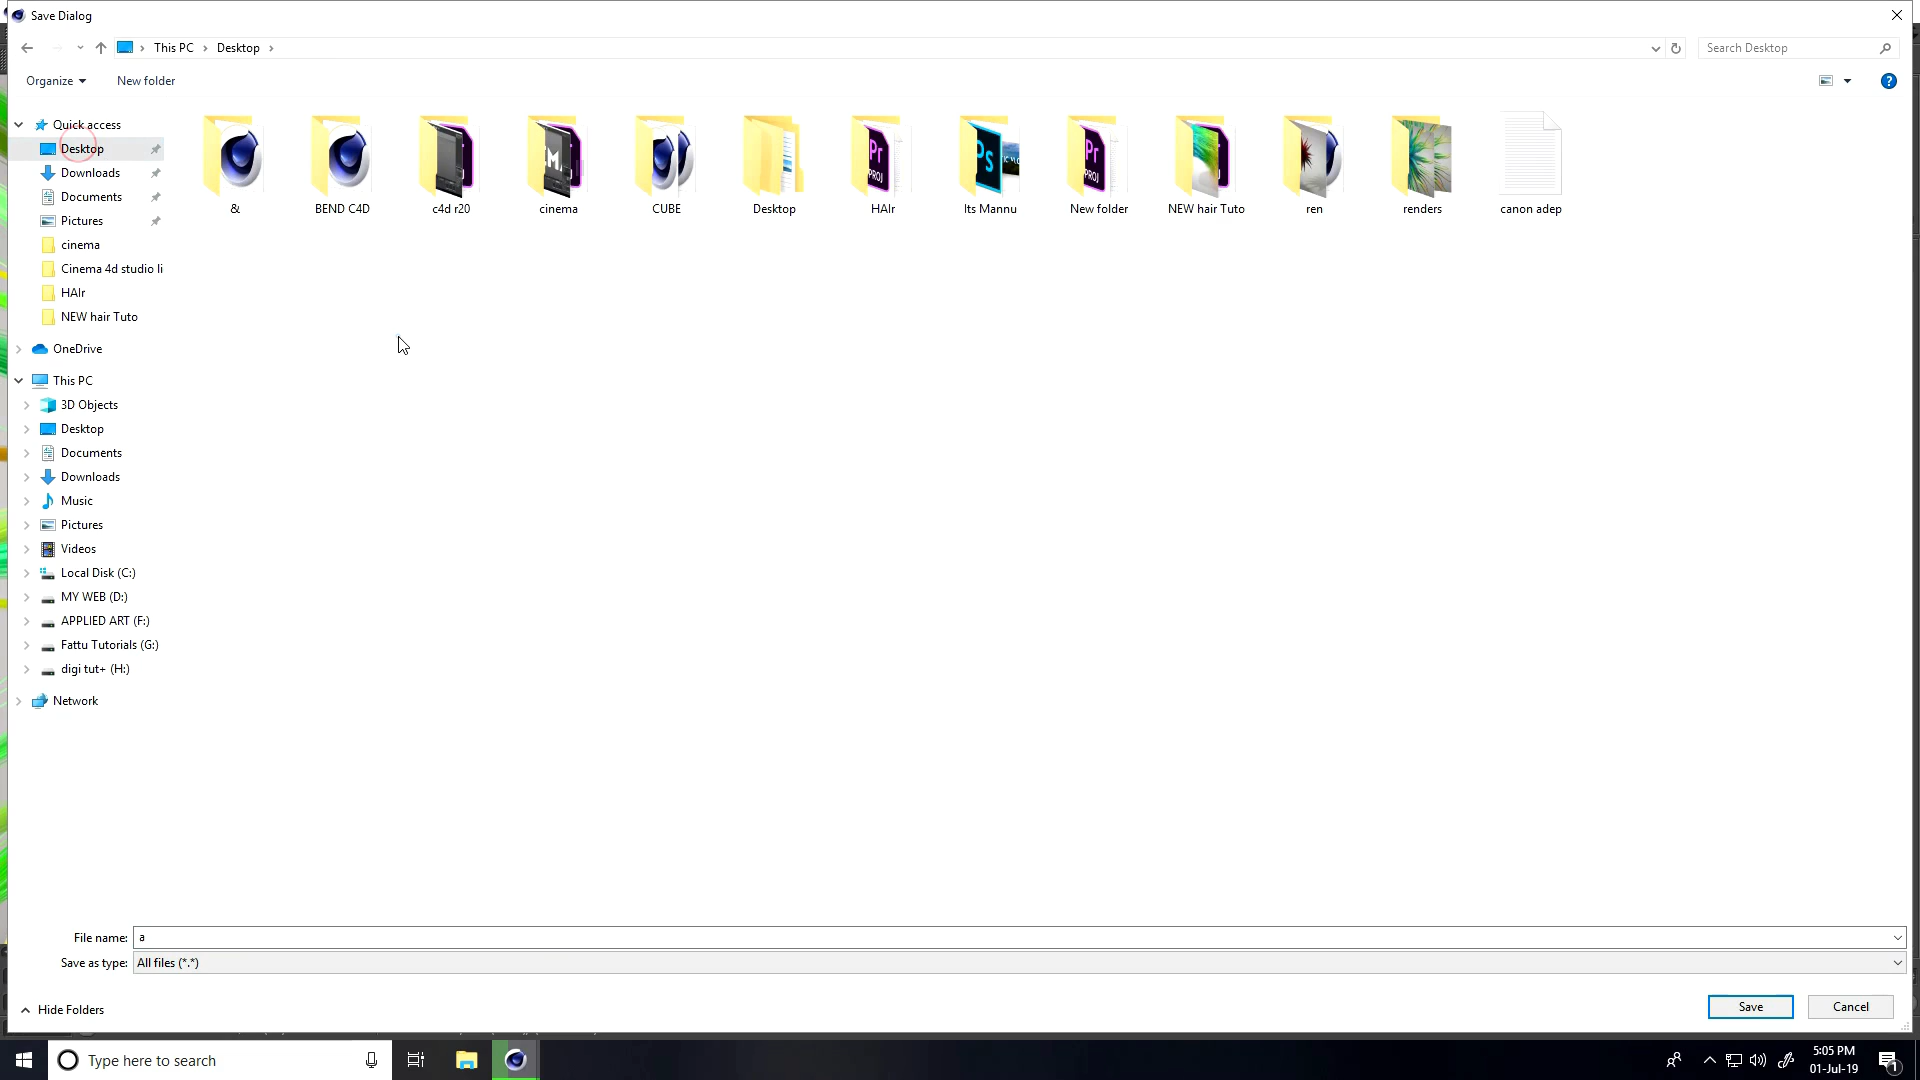 Save Dialog
This PC
Desktop
Search Desktop
Organize
New folder
Quick access
Desktop
Downloads
Documents
Pictures
cinema
Cinema 4d studio li
HAIr
NEW hair Tuto
OneDrive
This PC
3D Objects
Desktop
Documents
Downloads
Music
Pictures
Videos
Local Disk (C:)
MY WEB (D:)
APPLIED ART (F:)
Fattu Tutorials (G:)
digi tut+ (H:)
Network
&
BEND C4D
c4d r20
cinema
CUBE
Desktop
HAIr
Its Mannu
New folder
NEW hair Tuto
ren
renders
canon adep
File name: a
Save as type: All files (*.*)
Hide Folders
Save
Cancel
Type here to search
5:05 PM
01-Jul-19
1